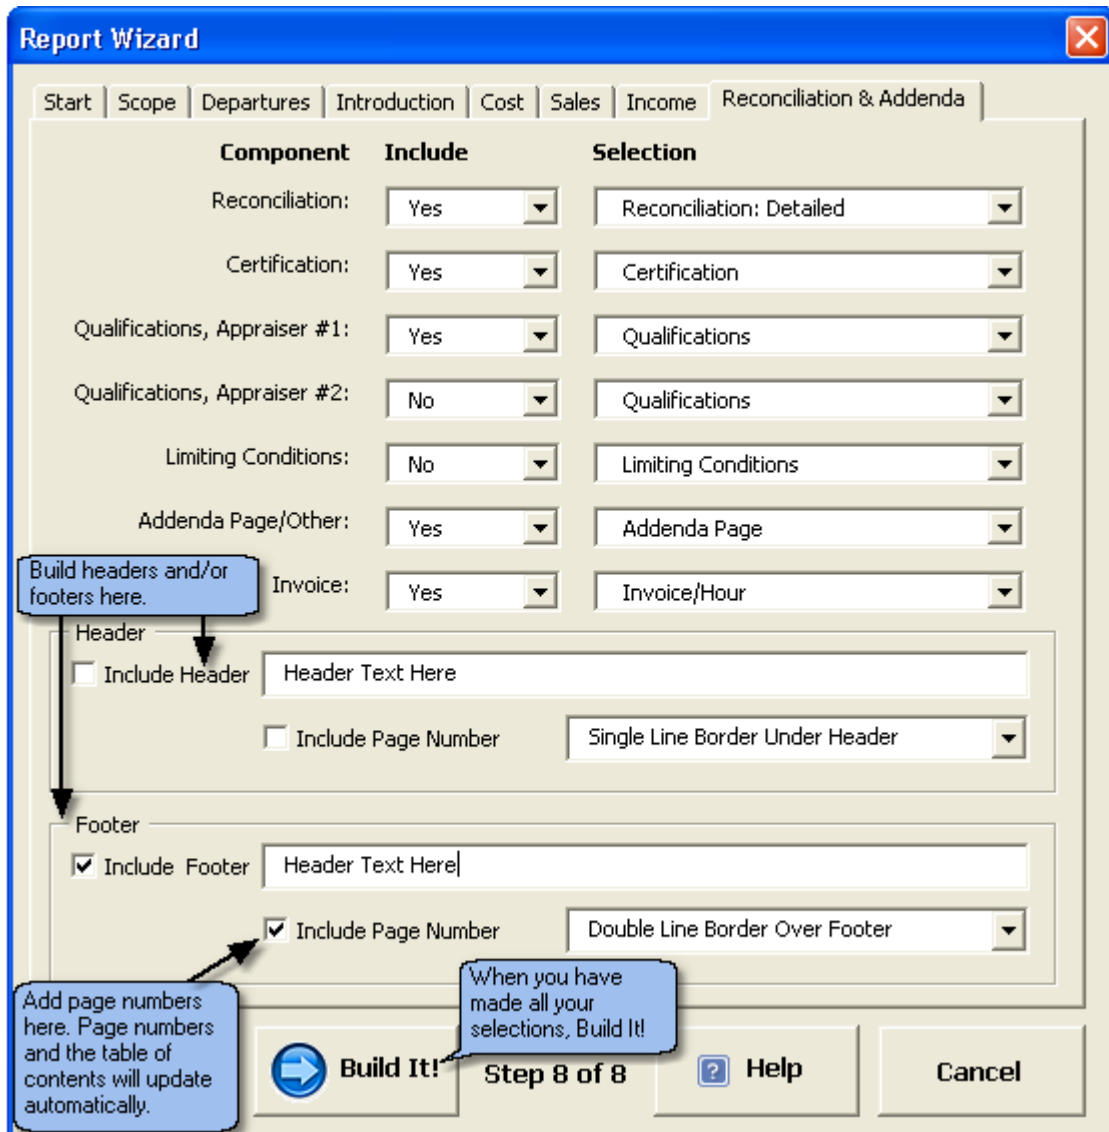 Report Wizard
Start Scope Departures Introduction Cost Sales Income Reconciliation & Addenda
Component Include Selection
Reconciliation: Yes Reconciliation: Detailed
Certification: Yes Certification
Qualifications, Appraiser #1: Yes Qualifications
Qualifications, Appraiser #2: No Qualifications
Limiting Conditions: No Limiting Conditions
Addenda Page/Other: Yes Addenda Page
Build headers and/or
footers here.
Invoice: Yes Invoice/Hour
Header
Include Header Header Text Here
Include Page Number Single Line Border Under Header
Footer
Include Footer Header Text Here
Include Page Number Double Line Border Over Footer
Add page numbers
here. Page numbers
and the table of
contents will update
automatically.
When you have
made all your
selections, Build It!
Build It! Step 8 of 8 ? Help Cancel